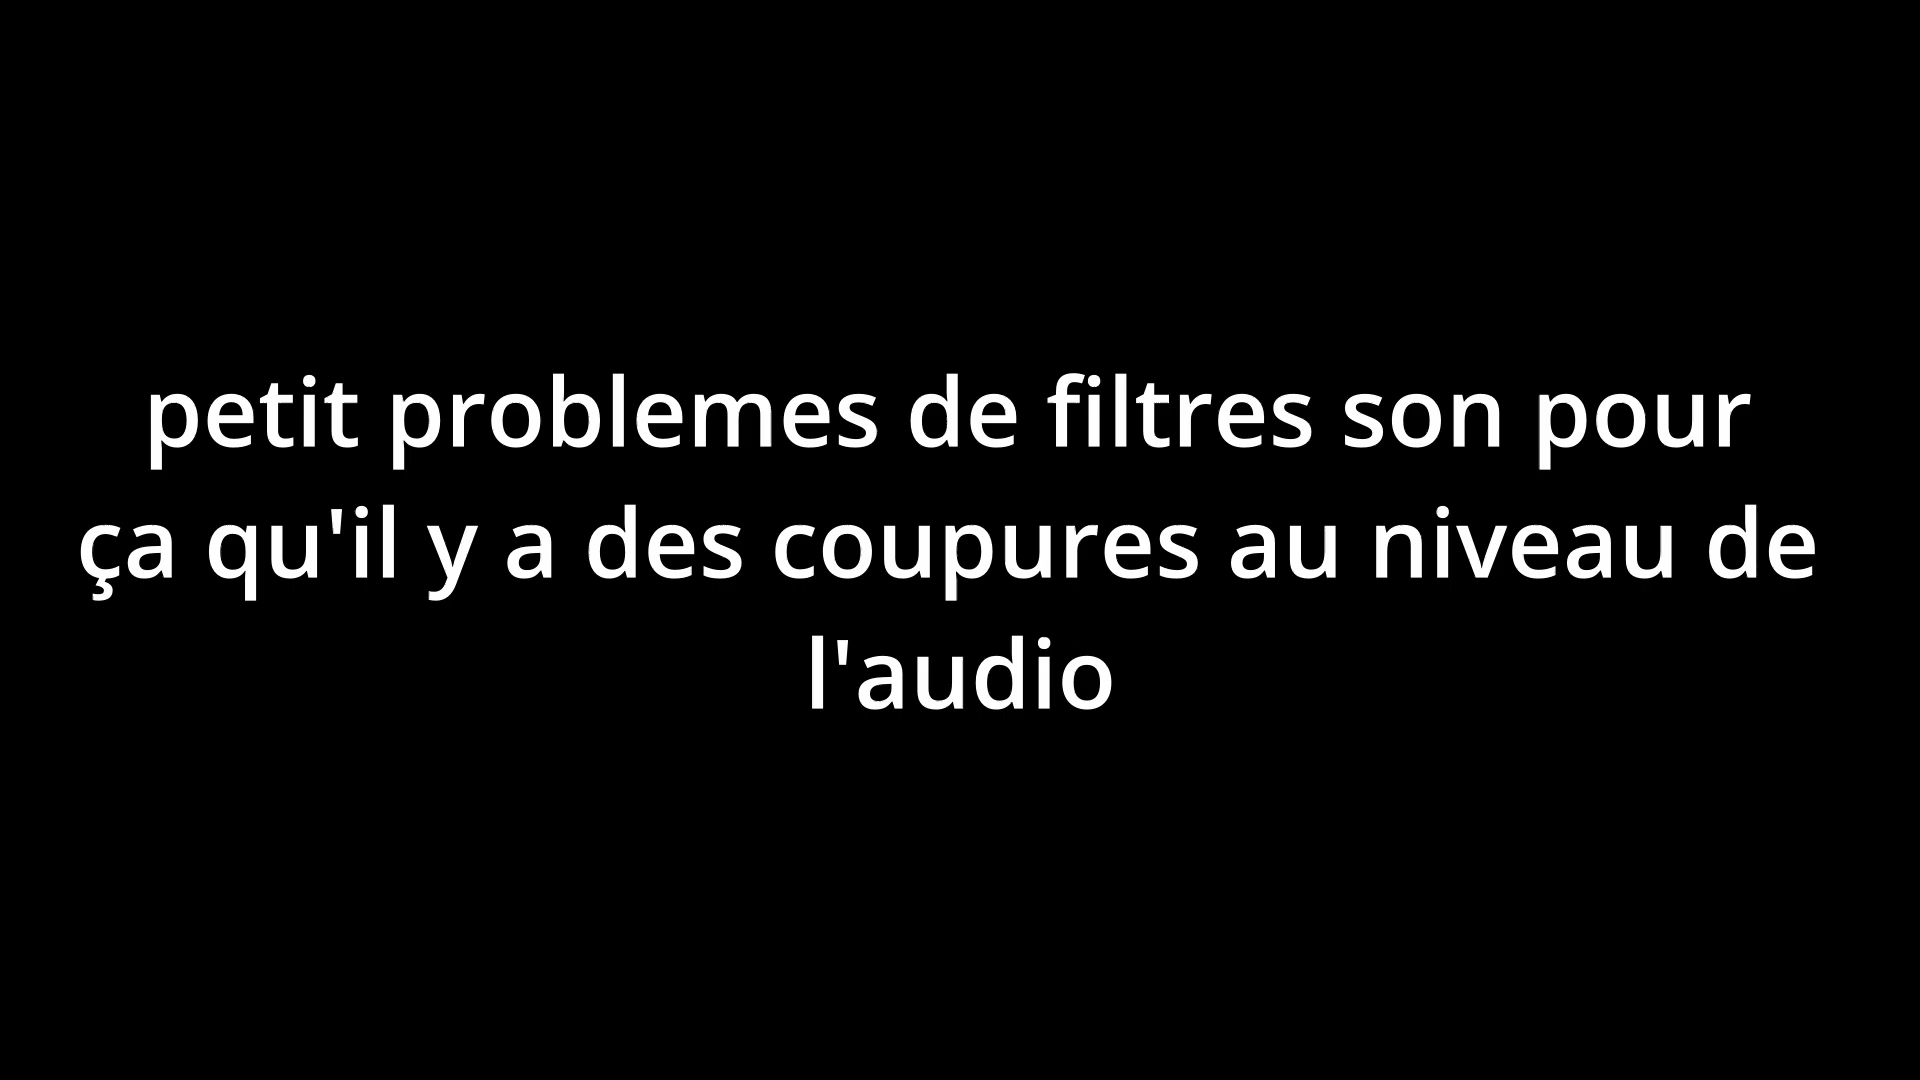 petit problemes de filtres son pour
ça qu'il y a des coupures au niveau de
l'audio